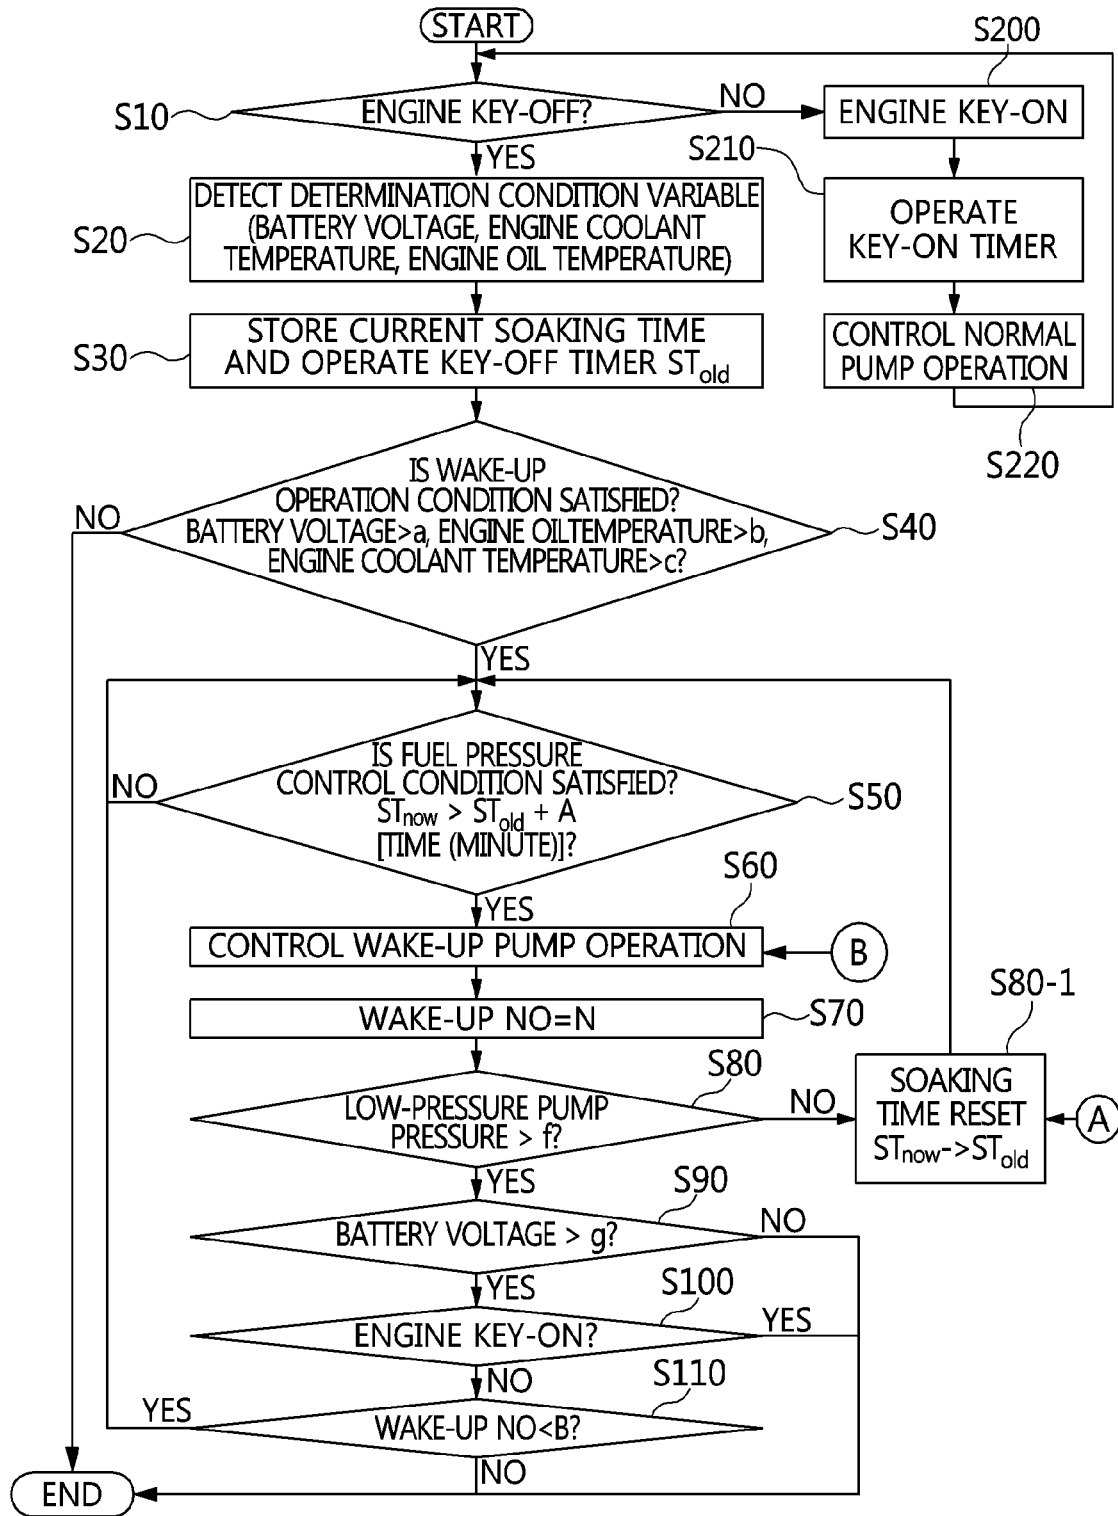 START
S200
S10
ENGINE KEY-OFF?
NO
ENGINE KEY-ON
YES
S210
S20
DETECT DETERMINATION CONDITION VARIABLE
(BATTERY VOLTAGE, ENGINE COOLANT
TEMPERATURE, ENGINE OIL TEMPERATURE)
OPERATE
KEY-ON TIMER
S30
STORE CURRENT SOAKING TIME
AND OPERATE KEY-OFF TIMER STold
CONTROL NORMAL
PUMP OPERATION
S220
NO
IS WAKE-UP
OPERATION CONDITION SATISFIED?
BATTERY VOLTAGE>a, ENGINE OILTEMPERATURE>b,
ENGINE COOLANT TEMPERATURE>c?
S40
YES
NO
IS FUEL PRESSURE
CONTROL CONDITION SATISFIED?
STnow > STold + A
[TIME (MINUTE)]?
S50
YES
S60
CONTROL WAKE-UP PUMP OPERATION
B
WAKE-UP NO=N
S70
S80-1
S80
LOW-PRESSURE PUMP
PRESSURE > f?
NO
SOAKING
TIME RESET
STnow->STold
A
YES
S90
BATTERY VOLTAGE > g?
NO
YES
S100
ENGINE KEY-ON?
YES
NO
S110
YES
WAKE-UP NO<B?
NO
END